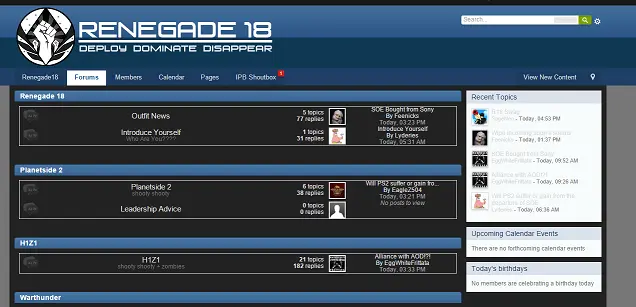 RENEGADE 18
DEPLOY DOMINATE DISAPPEAR
Search...
Renegade18 Forums Members Calendar Pages IPB Shoutbox 1 View New Content
Renegade 18
Outfit News
5 topics
77 replies
SOE Bought from Sony
By Feenicks
Today, 03:23 PM
Introduce Yourself
Who Are You????
1 topics
31 replies
Introduce Yourself
By Lyderies
Today, 05:31 AM
Planetside 2
Planetside 2
shooty shooty
6 topics
38 replies
Will PS2 suffer or gain fro...
By EagleZ504
Today, 03:21 PM
Leadership Advice
0 topics
0 replies
No posts to view
H1Z1
H1Z1
shooty shooty + zombies
21 topics
182 replies
Alliance with AOD!?!
By EggWhiteFrittata
Today, 03:33 PM
Warthunder
Recent Topics
- Today, 04:53 PM
Feenicks - Today, 01:37 PM
SOE Bought from Sony
EggWhiteFrittata - Today, 09:52 AM
Alliance with AOD!?!
EggWhiteFrittata - Today, 09:26 AM
Will PS2 suffer or gain from the
Lyderies - Today, 06:36 AM
Upcoming Calendar Events
There are no forthcoming calendar events
Today's birthdays
No members are celebrating a birthday today